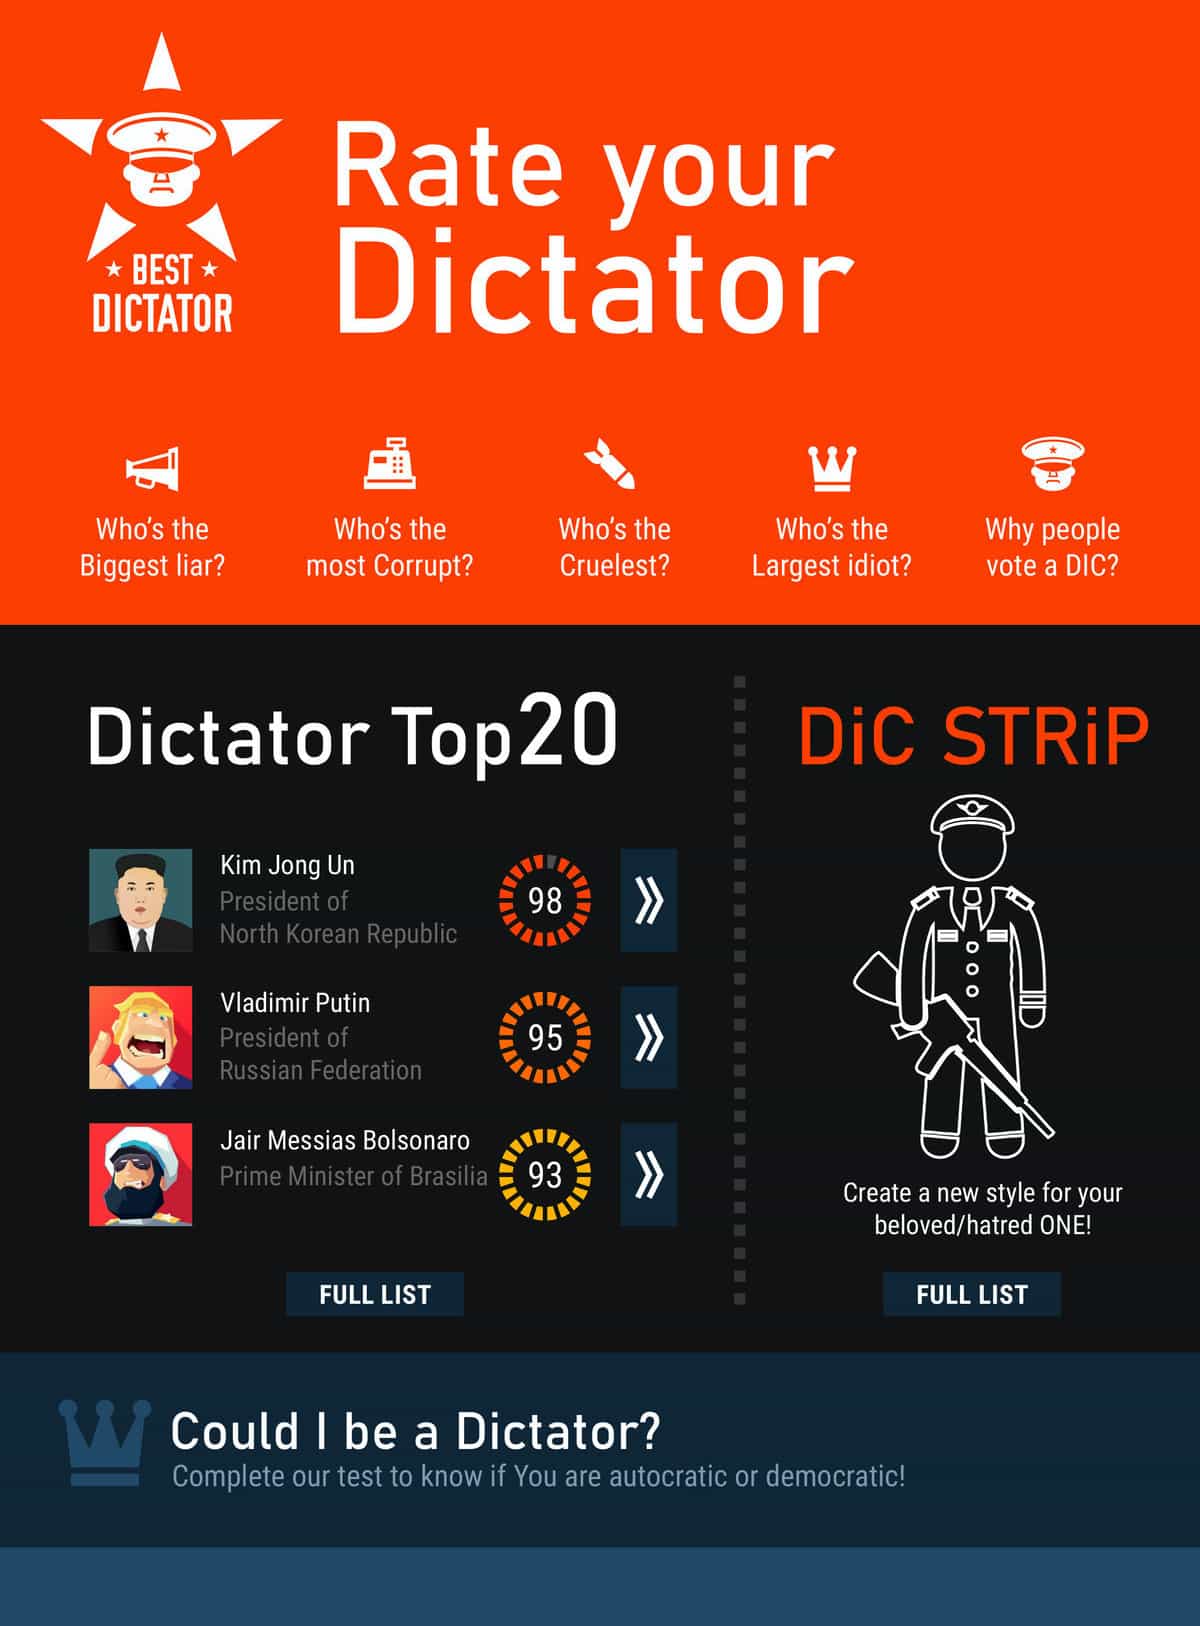 ★ BEST ★
DICTATOR
Rate your
Dictator
Who's the
Biggest liar?
Who's the
most Corrupt?
Who's the
Cruelest?
Who's the
Largest idiot?
Why people
vote a DIC?
Dictator Top20
Kim Jong Un
President of
North Korean Republic
98
Vladimir Putin
President of
Russian Federation
95
Jair Messias Bolsonaro
Prime Minister of Brasilia
93
FULL LIST
DiC STRiP
Create a new style for your
beloved/hatred ONE!
FULL LIST
Could I be a Dictator?
Complete our test to know if You are autocratic or democratic!